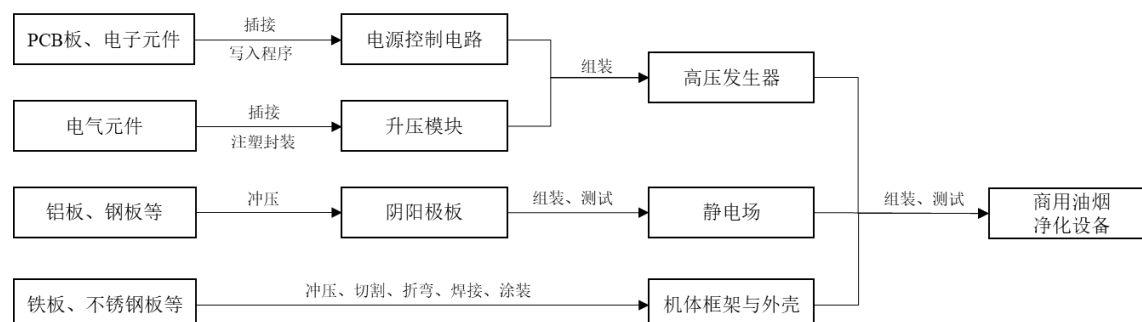 PCB板、电子元件
插接
写入程序
电源控制电路
组装
高压发生器
电气元件
插接
注塑封装
升压模块
铝板、钢板等
冲压
阴阳极板
组装、测试
静电场
组装、测试
商用油烟
净化设备
铁板、不锈钢板等
冲压、切割、折弯、焊接、涂装
机体框架与外壳